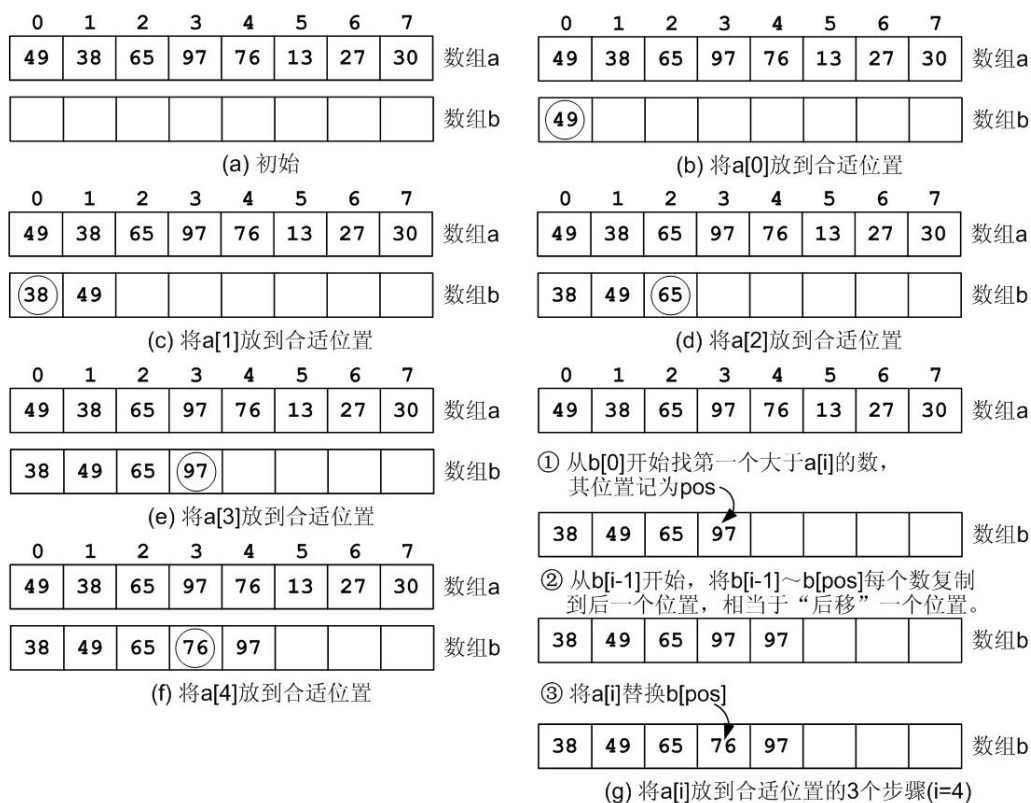 0 1 2 3 4 5 6 7
49 38 65 97 76 13 27 30 数组a
数组b
(a) 初始
0 1 2 3 4 5 6 7
49 38 65 97 76 13 27 30 数组a
49 数组b
(b) 将a[0]放到合适位置
0 1 2 3 4 5 6 7
49 38 65 97 76 13 27 30 数组a
38 49 数组b
(c) 将a[1]放到合适位置
0 1 2 3 4 5 6 7
49 38 65 97 76 13 27 30 数组a
38 49 65 数组b
(d) 将a[2]放到合适位置
0 1 2 3 4 5 6 7
49 38 65 97 76 13 27 30 数组a
38 49 65 97 数组b
(e) 将a[3]放到合适位置
0 1 2 3 4 5 6 7
49 38 65 97 76 13 27 30 数组a
38 49 65 76 97 数组b
(f) 将a[4]放到合适位置
0 1 2 3 4 5 6 7
49 38 65 97 76 13 27 30 数组a
① 从b[0]开始找第一个大于a[i]的数，
其位置记为pos
38 49 65 97 数组b
② 从b[i-1]开始，将b[i-1]～b[pos]每个数复制
到后一个位置，相当于“后移”一个位置。
38 49 65 97 97 数组b
③ 将a[i]替换b[pos]
38 49 65 76 97 数组b
(g) 将a[i]放到合适位置的3个步骤(i=4)